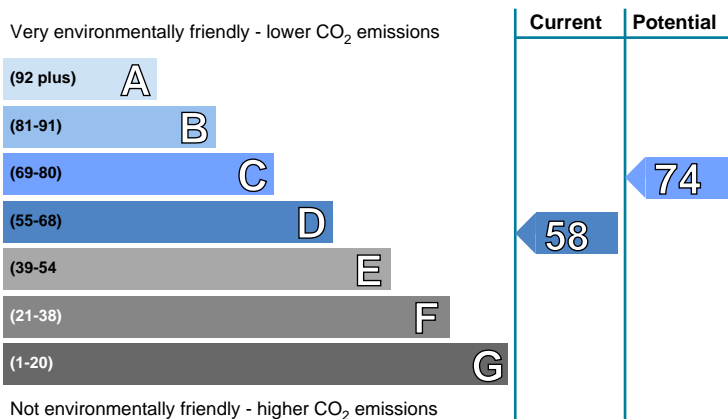 Very environmentally friendly - lower CO2 emissions
Current
Potential
(92 plus) A
(81-91) B
(69-80) C
(55-68) D
(39-54 E
(21-38) F
(1-20) G
74
58
Not environmentally friendly - higher CO2 emissions